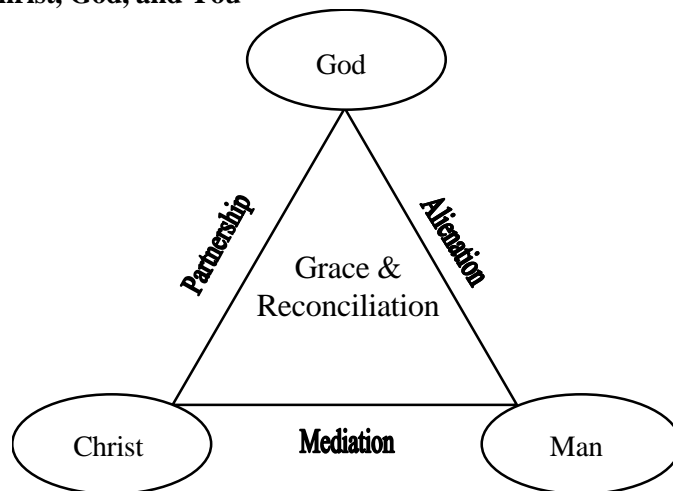 God, and You
God
Partnership
Alienation
Grace &
Reconciliation
Christ
Mediation
Man